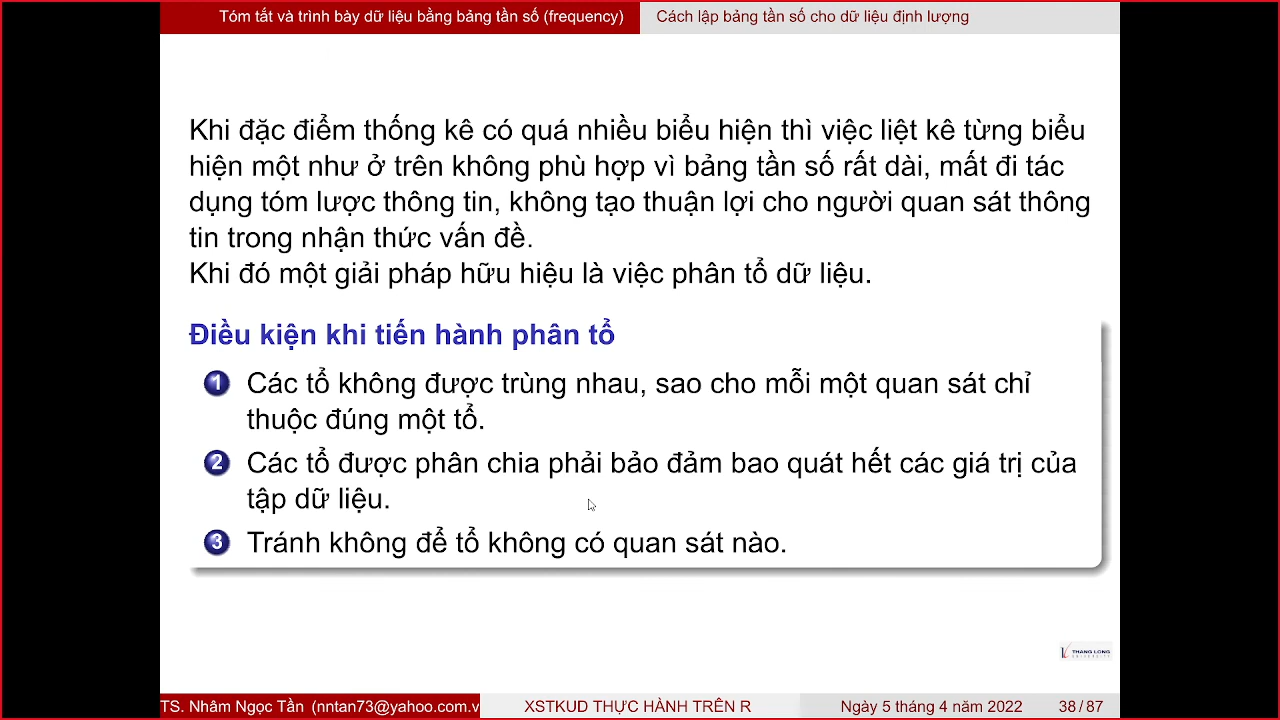 Tóm tắt và trình bày dữ liệu bằng bảng tần số (frequency) Cách lập bảng tần số cho dữ liệu định lượng
Khi đặc điểm thống kê có quá nhiều biểu hiện thì việc liệt kê từng biểu
hiện một như ở trên không phù hợp vì bảng tần số rất dài, mất đi tác
dụng tóm lược thông tin, không tạo thuận lợi cho người quan sát thông
tin trong nhận thức vấn đề.
Khi đó một giải pháp hữu hiệu là việc phân tổ dữ liệu.
Điều kiện khi tiến hành phân tổ
1 Các tổ không được trùng nhau, sao cho mỗi một quan sát chỉ
thuộc đúng một tổ.
2 Các tổ được phân chia phải bảo đảm bao quát hết các giá trị của
tập dữ liệu.
3 Tránh không để tổ không có quan sát nào.
THANG LONG
UNIVERSITY
TS. Nhâm Ngọc Tần (nntan73@yahoo.com.v XSTKUD THỰC HÀNH TRÊN R Ngày 5 tháng 4 năm 2022 38 / 87